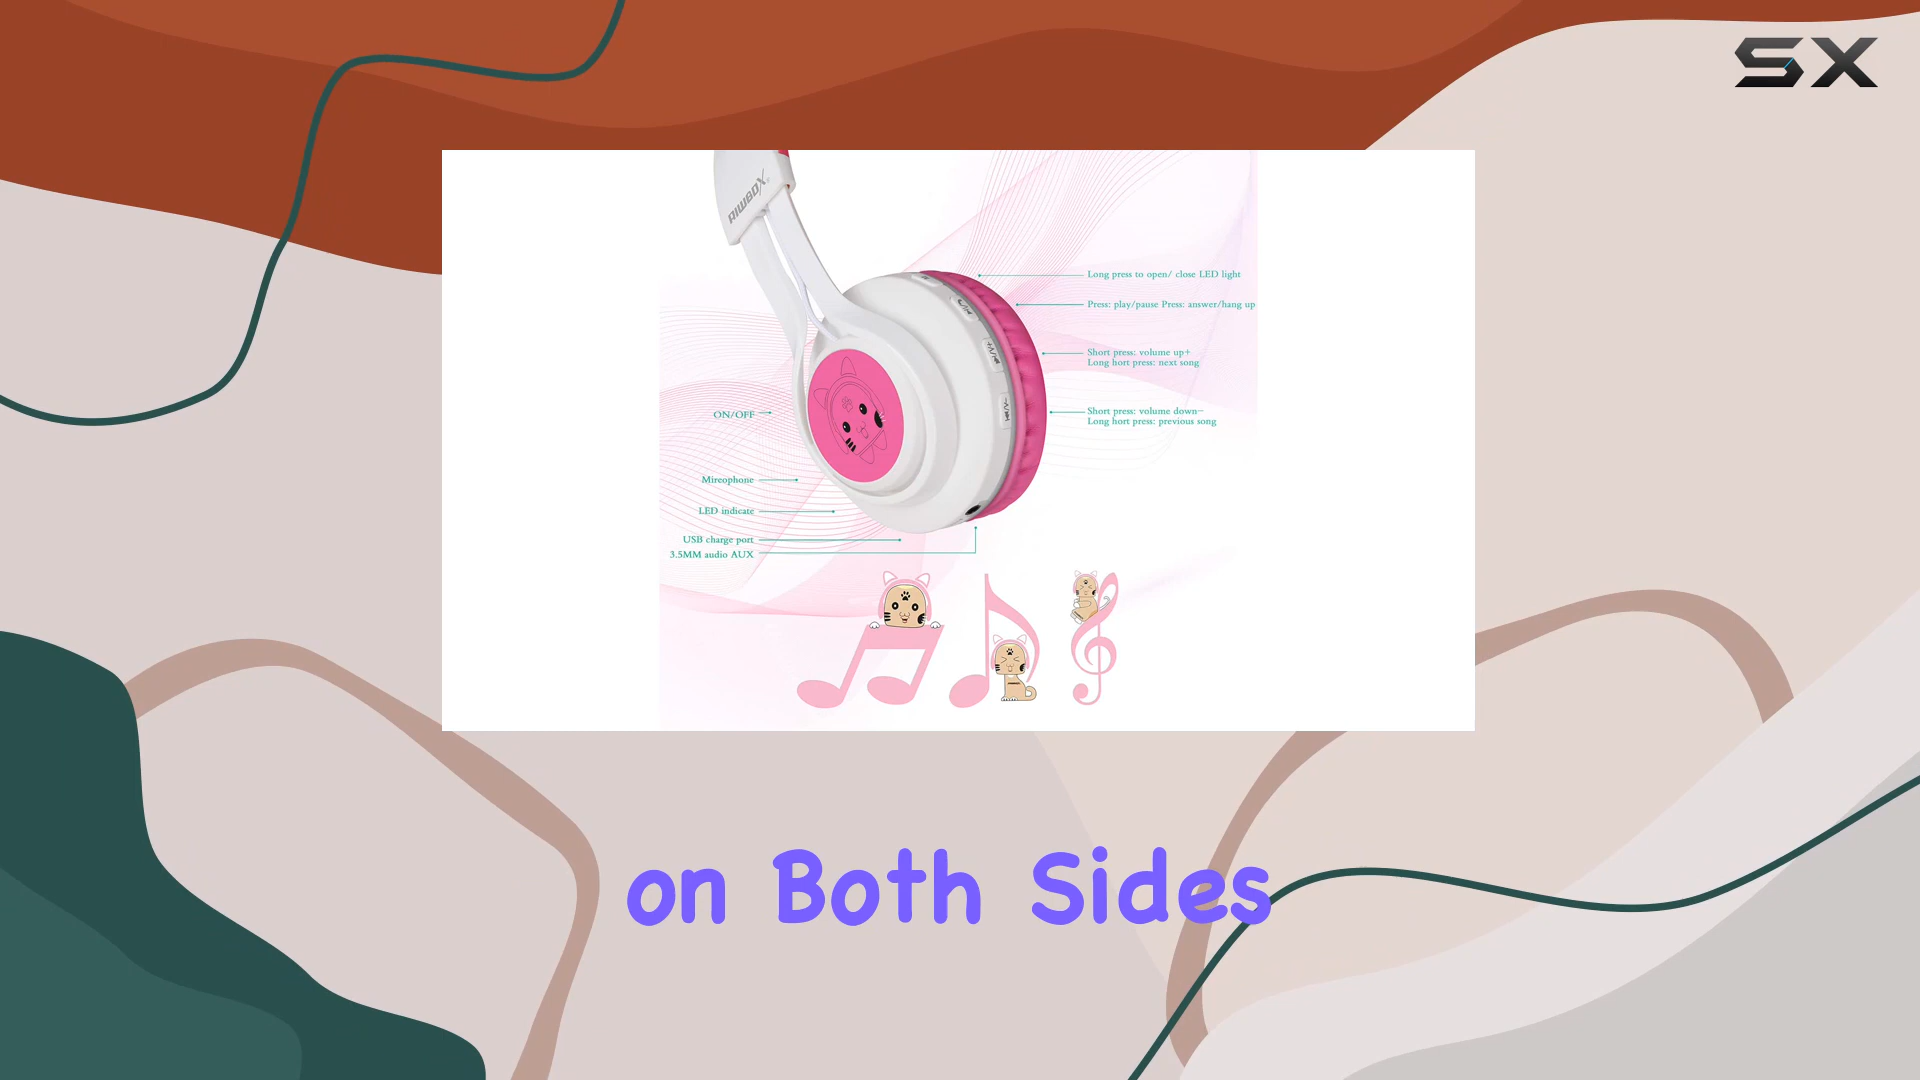 SX
AIWBOX
Long press to open/ close LED light
Press: play/pause Press: answer/hang up
Short press: volume up+
Long hort press: next song
ON/OFF
Short press: volume down-
Long hort press: previous song
Mireophone
LED indicate
USB charge port
3.5MM audio AUX
on Both Sides